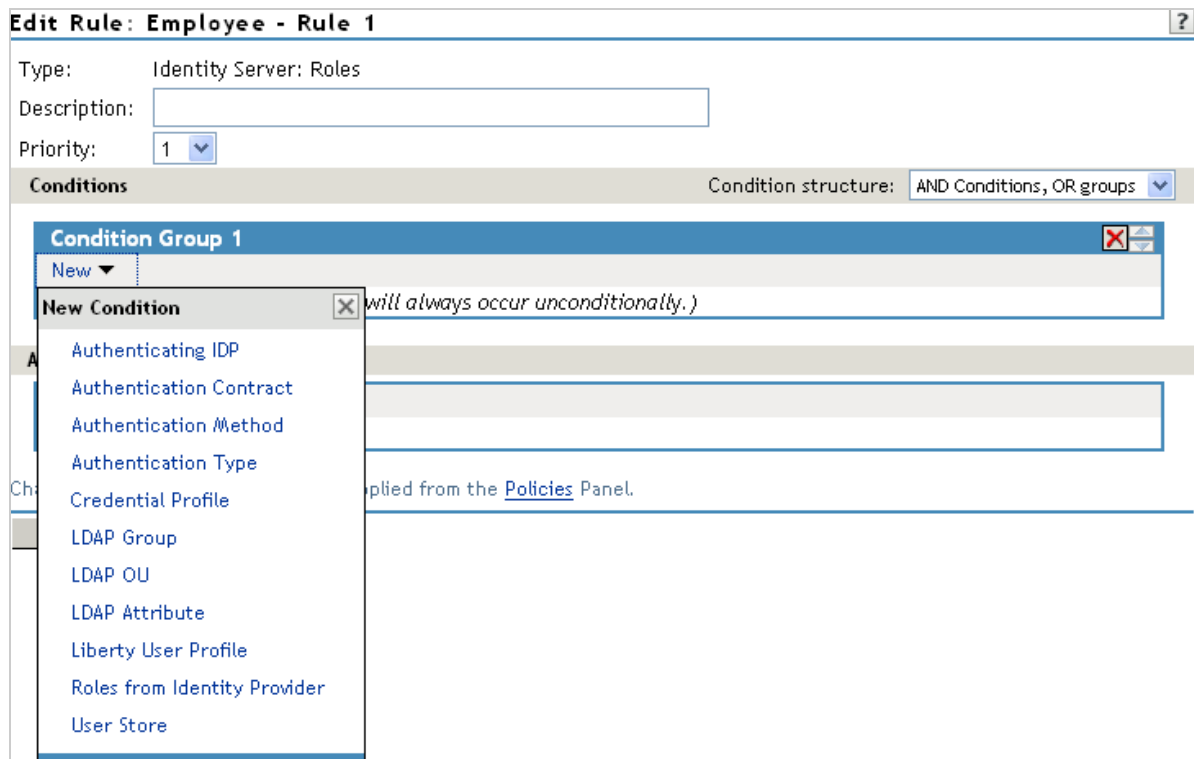 Edit Rule: Employee - Rule 1 ?
Type: Identity Server: Roles
Description:
Priority: 1
Conditions Condition structure: AND Conditions, OR groups
Condition Group 1
New
New Condition
will always occur unconditionally.)
Authenticating IDP
A
Authentication Contract
Authentication Method
Authentication Type
Credential Profile
Ch
plied from the Policies Panel.
LDAP Group
LDAP OU
LDAP Attribute
Liberty User Profile
Roles from Identity Provider
User Store